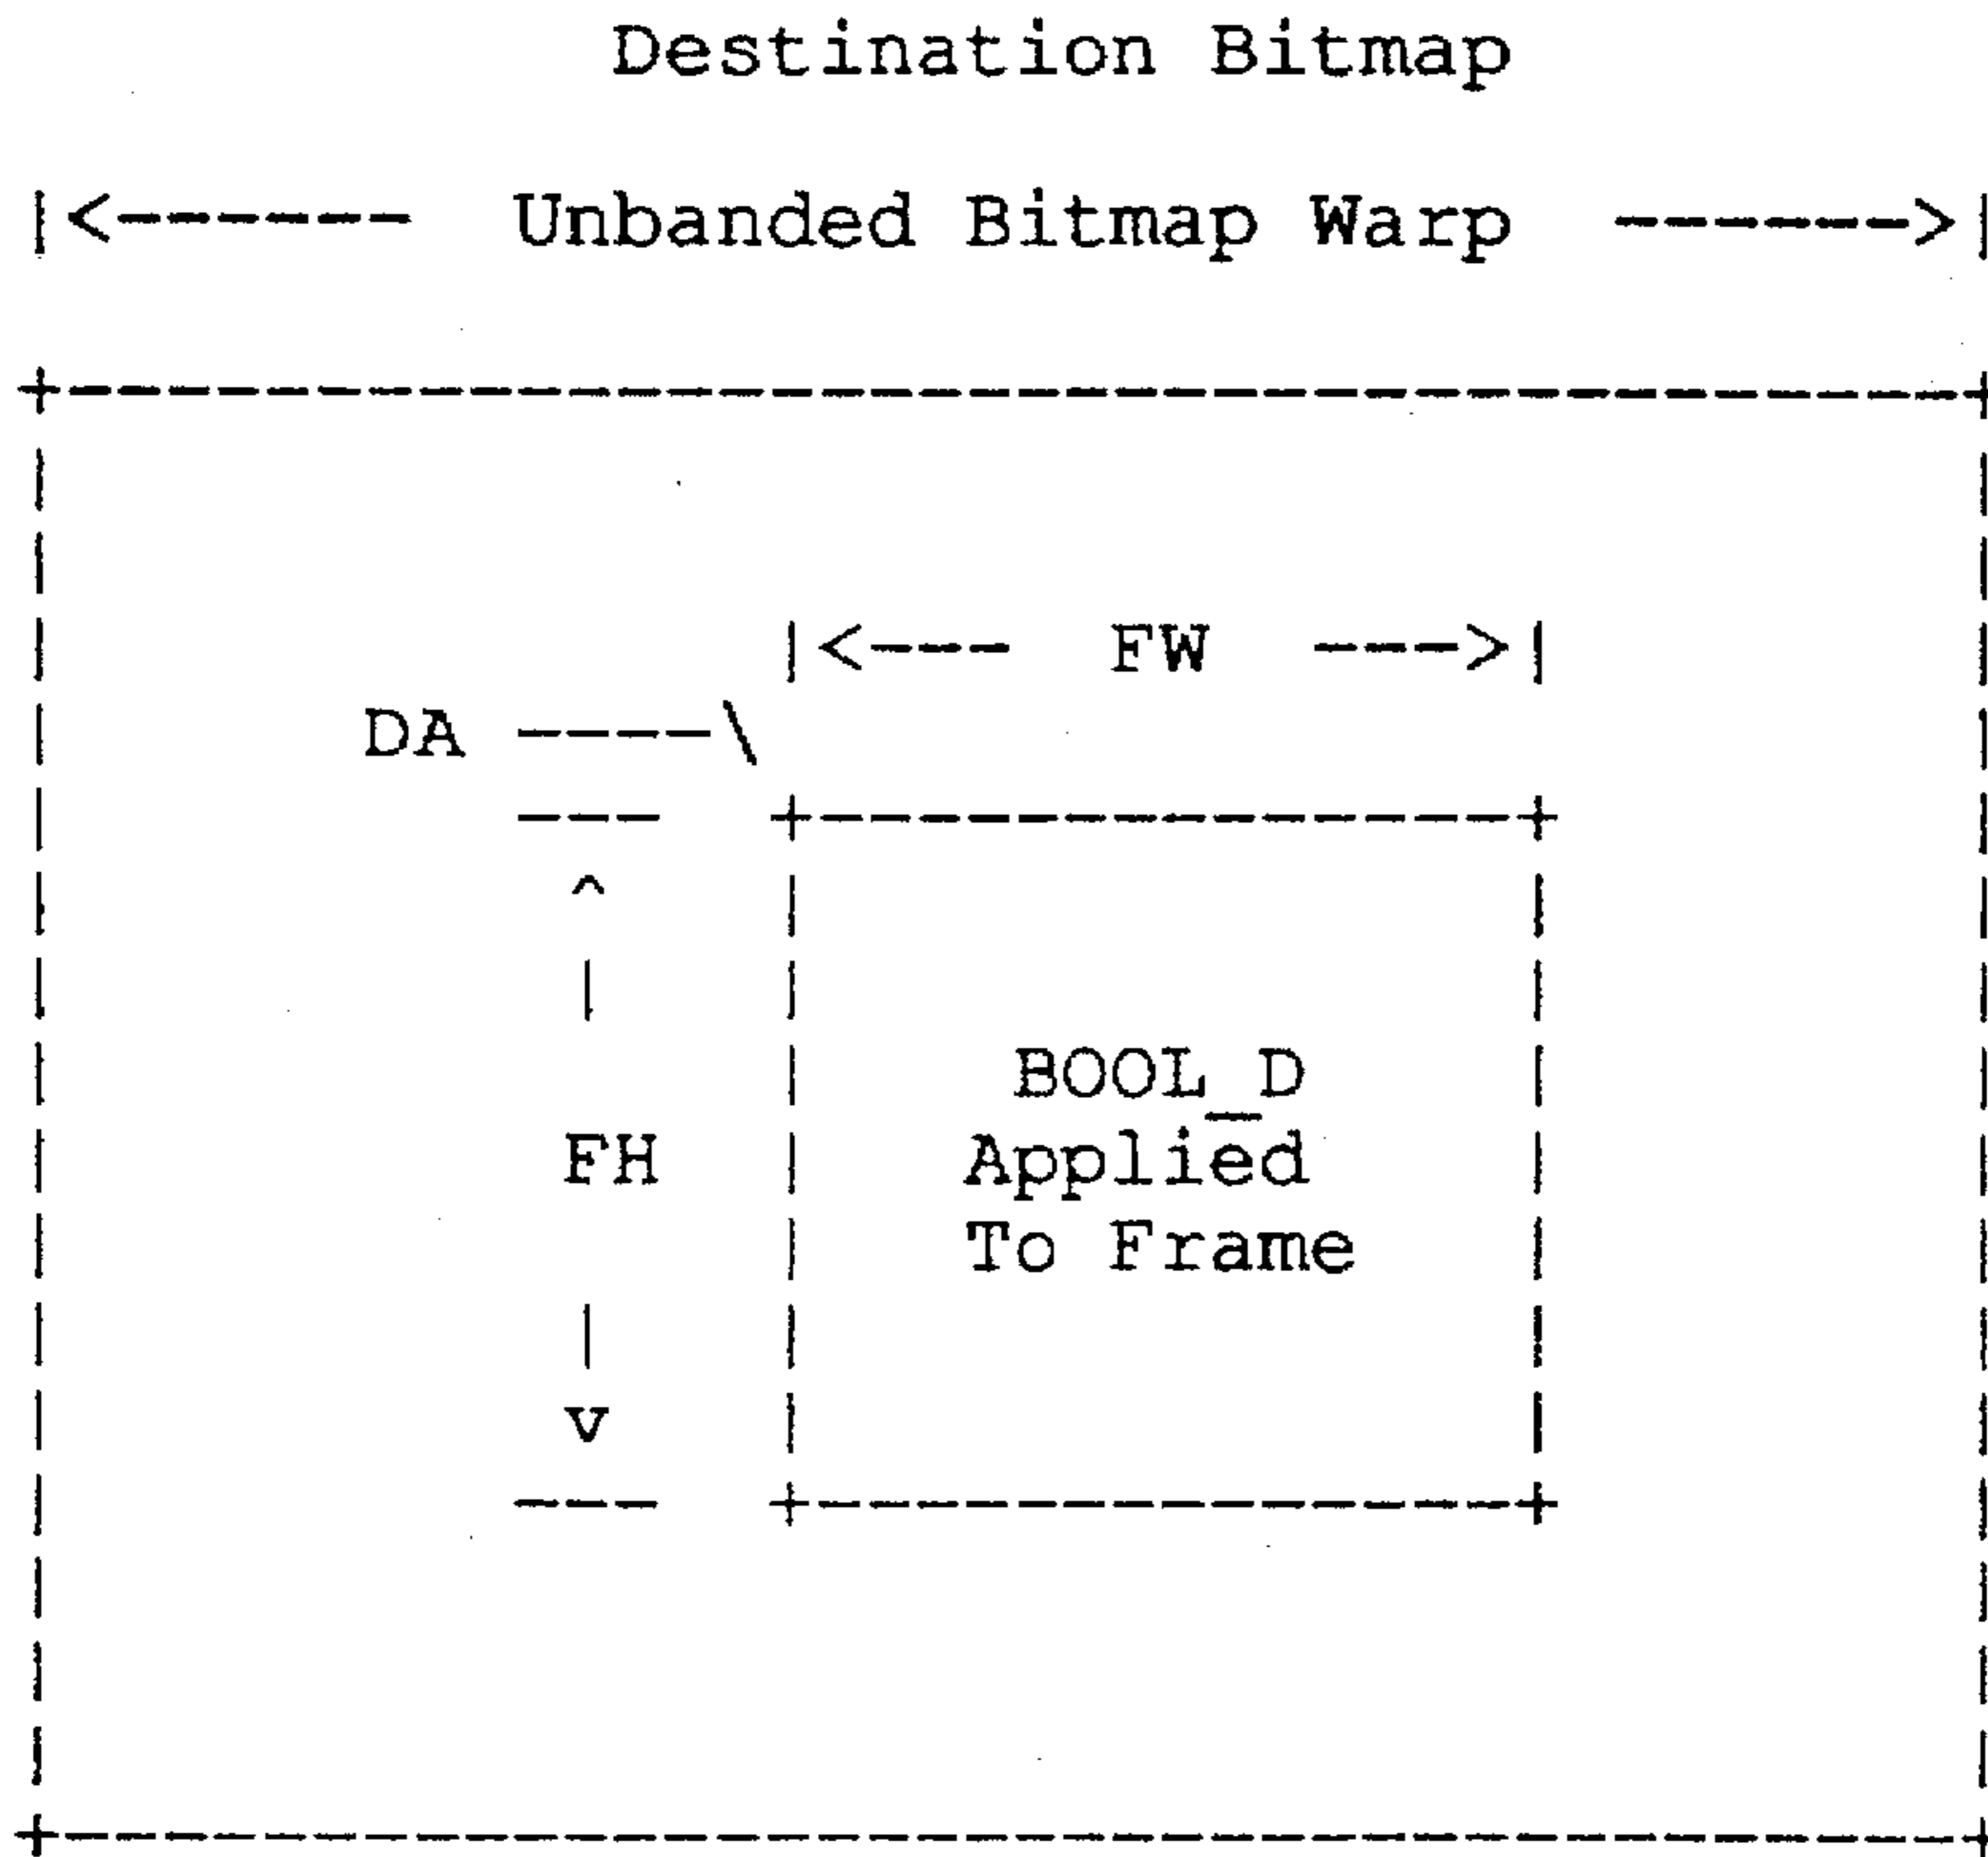 Destination Bitmap
|<------ Unbanded Bitmap Warp ------>|
|<--- FW --->|
DA ----\
FH
BOOL_D
Applied
To Frame